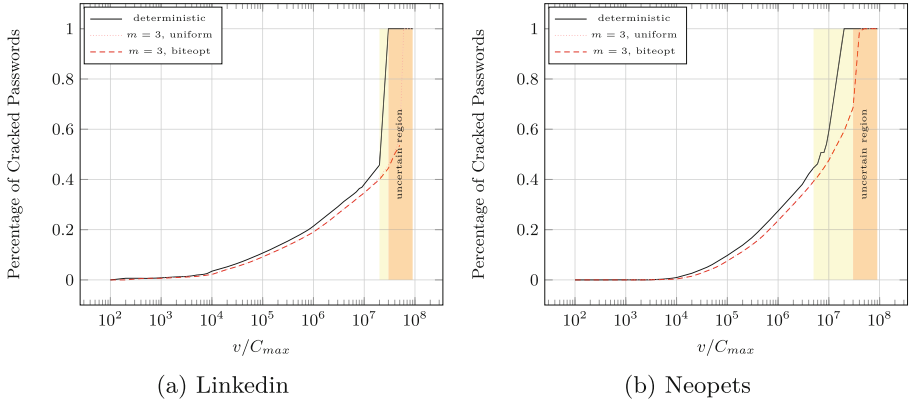 deterministic
m = 3, uniform
m = 3, biteopt
Percentage of Cracked Passwords
1
0.8
0.6
0.4
0.2
0
uncertain region
10^2 10^3 10^4 10^5 10^6 10^7 10^8
v/C_max
(a) Linkedin
deterministic
m = 3, uniform
m = 3, biteopt
Percentage of Cracked Passwords
1
0.8
0.6
0.4
0.2
0
uncertain region
10^2 10^3 10^4 10^5 10^6 10^7 10^8
v/C_max
(b) Neopets